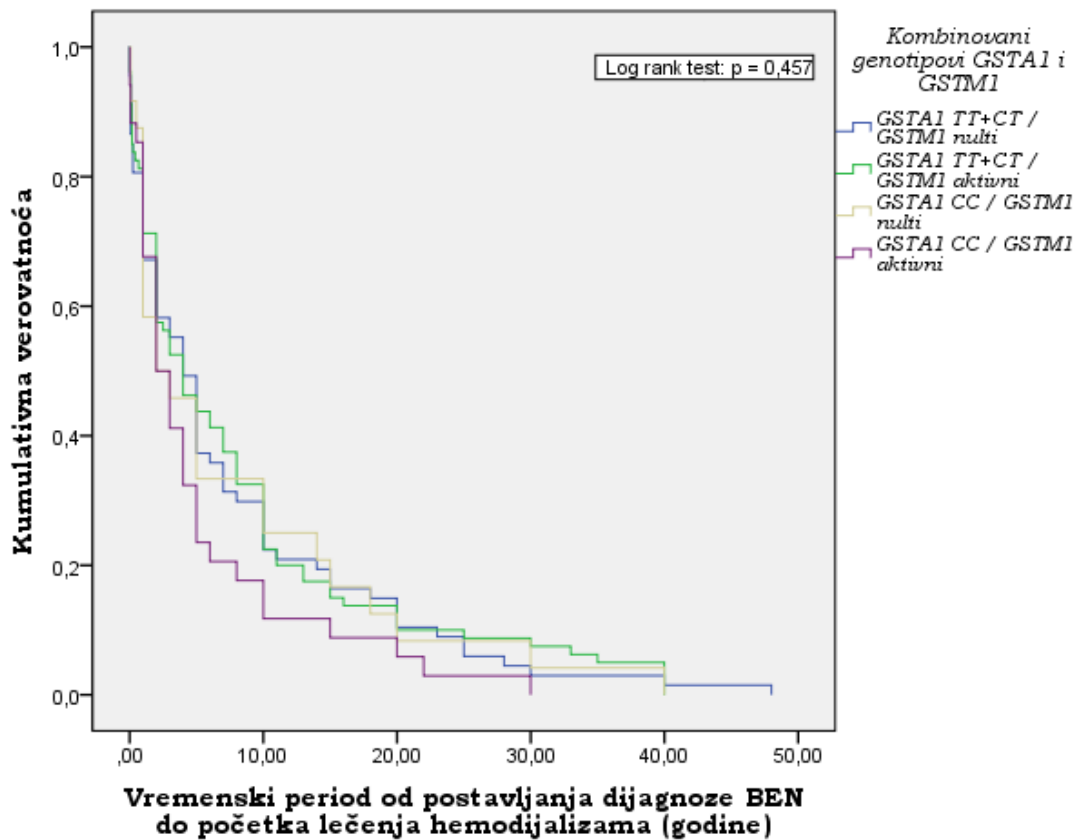 Kombinovani
genotipovi GSTA1 i
GSTM1
Log rank test: p = 0,457
GSTA1 TT+CT /
GSTM1 nulti
GSTA1 TT+CT /
GSTM1 aktivni
GSTA1 CC / GSTM1
nulti
GSTA1 CC / GSTM1
aktivni
Kumulativna verovatnoća
1,0
0,8
0,6
0,4
0,2
0,0
,00
10,00
20,00
30,00
40,00
50,00
Vremenski period od postavljanja dijagnoze BEN
do početka lečenja hemodijalizama (godine)